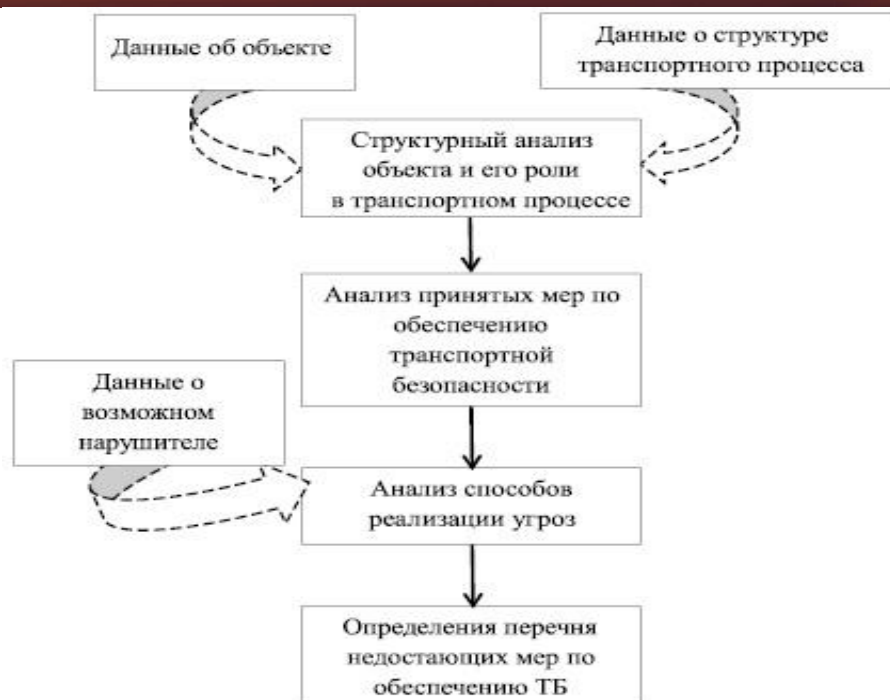 Данные об объекте
Данные о структуре
транспортного процесса
Структурный анализ
объекта и его роли
в транспортном процессе
Анализ принятых мер по
обеспечению
транспортной
безопасности
Данные о
возможном
нарушителе
Анализ способов
реализации угроз
Определения перечня
недостающих мер по
обеспечению ТБ